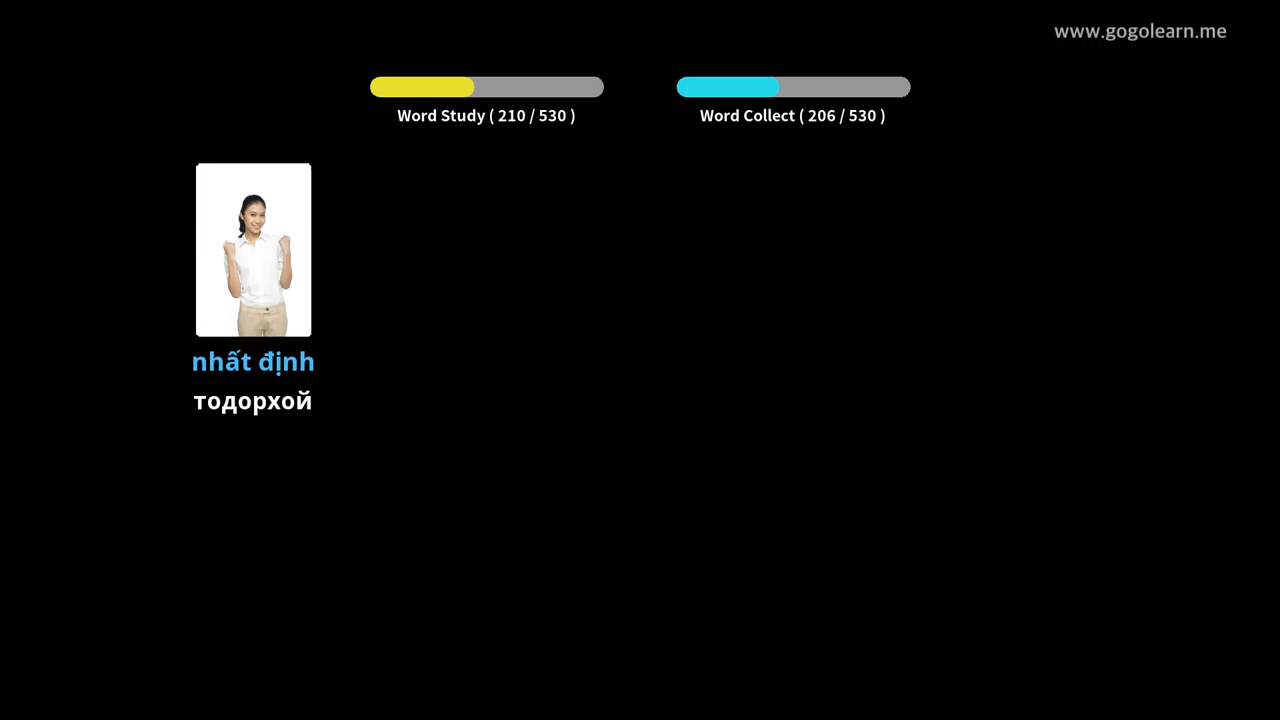 www.gogolearn.me
Word Study ( 210 / 530 )
Word Collect ( 206 / 530 )
nhất định
тодорхой